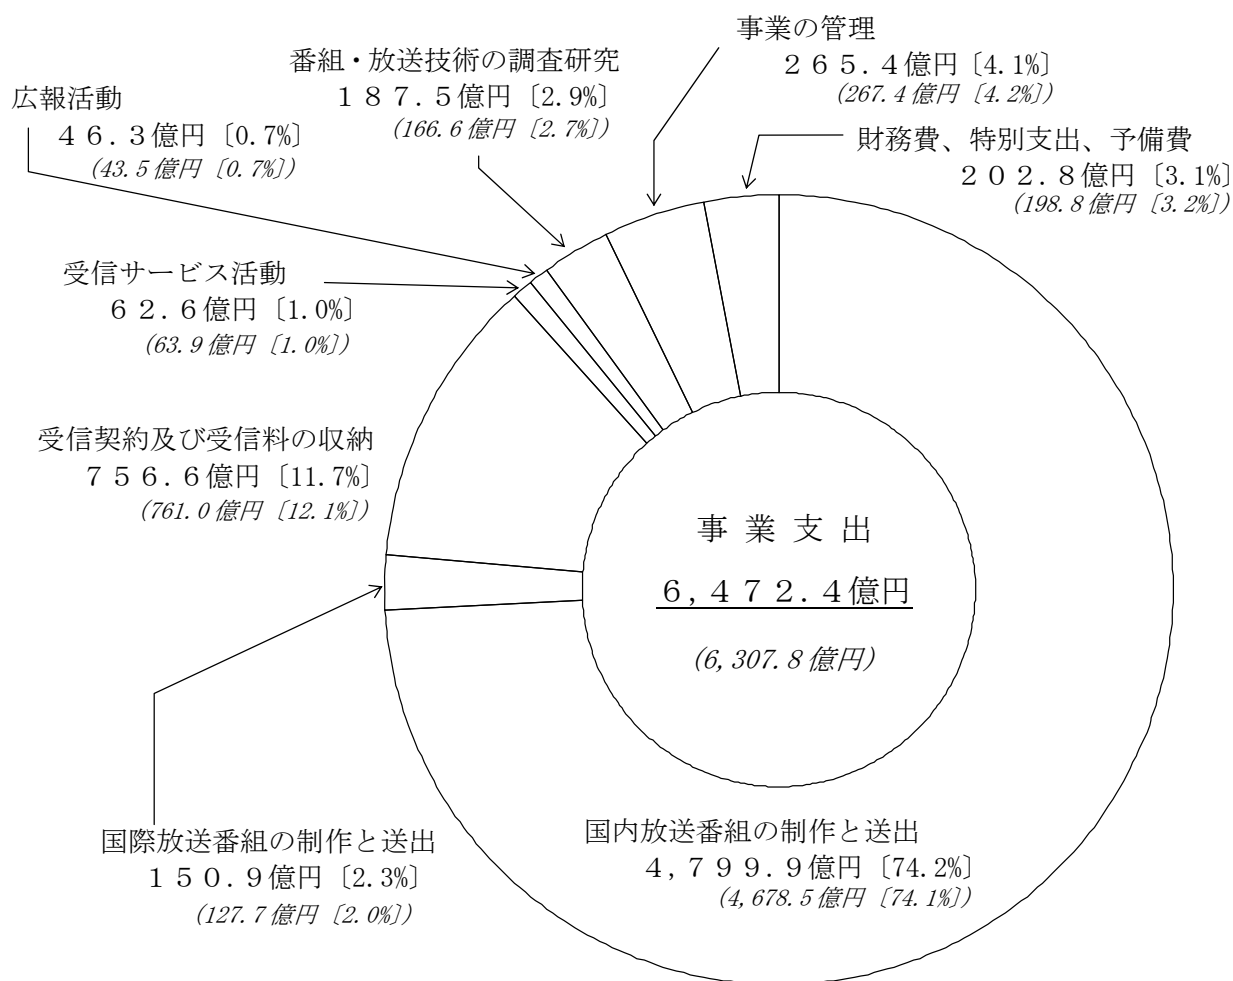 事業の管理
２６５.４億円〔4.1%〕
(267.4億円〔4.2%〕)
番組・放送技術の調査研究
１８７.５億円〔2.9%〕
(166.6億円〔2.7%〕)
広報活動
４６.３億円〔0.7%〕
(43.5億円〔0.7%〕)
財務費、特別支出、予備費
２０２.８億円〔3.1%〕
(198.8億円〔3.2%〕)
受信サービス活動
６２.６億円〔1.0%〕
(63.9億円〔1.0%〕)
受信契約及び受信料の収納
７５６.６億円〔11.7%〕
(761.0億円〔12.1%〕)
事業支出
６,４７２.４億円
(6,307.8億円)
国際放送番組の制作と送出
１５０.９億円〔2.3%〕
(127.7億円〔2.0%〕)
国内放送番組の制作と送出
４,７９９.９億円〔74.2%〕
(4,678.5億円〔74.1%〕)